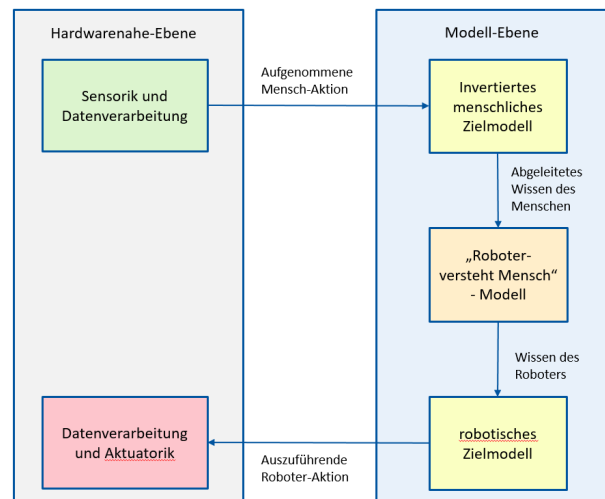 Hardwarenahe-Ebene
Modell-Ebene
Sensorik und
Datenverarbeitung
Aufgenommene
Mensch-Aktion
Invertiertes
menschliches
Zielmodell
Abgeleitetes
Wissen des
Menschen
„Roboter-
versteht Mensch“
- Modell
Wissen des
Roboters
robotisches
Zielmodell
Auszuführende
Roboter-Aktion
Datenverarbeitung
und Aktuatorik